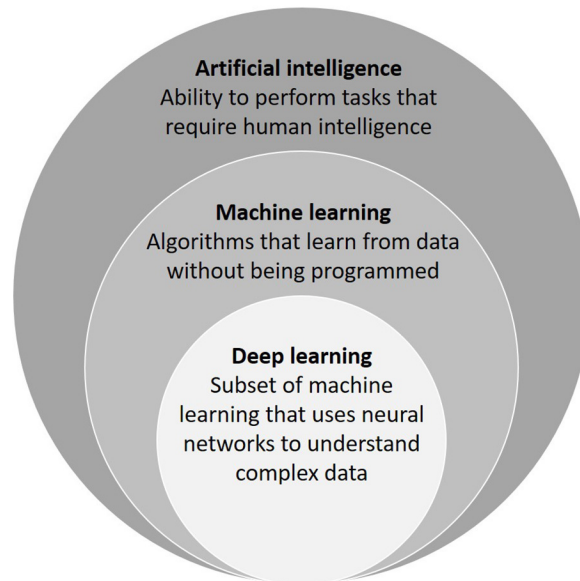 Artificial intelligence
Ability to perform tasks that
require human intelligence
Machine learning
Algorithms that learn from data
without being programmed
Deep learning
Subset of machine
learning that uses neural
networks to understand
complex data